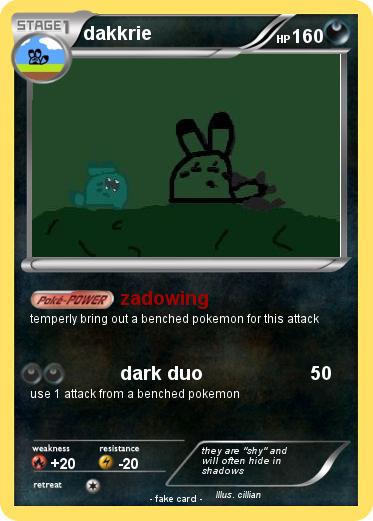 STAGE1 dakkrie HP 160
Poké-POWER zadowing
temperly bring out a benched pokemon for this attack
dark duo 50
use 1 attack from a benched pokemon
weakness resistance
+20 -20
retreat
they are "shy" and
will often hide in
shadows
- fake card - Illus. cillian